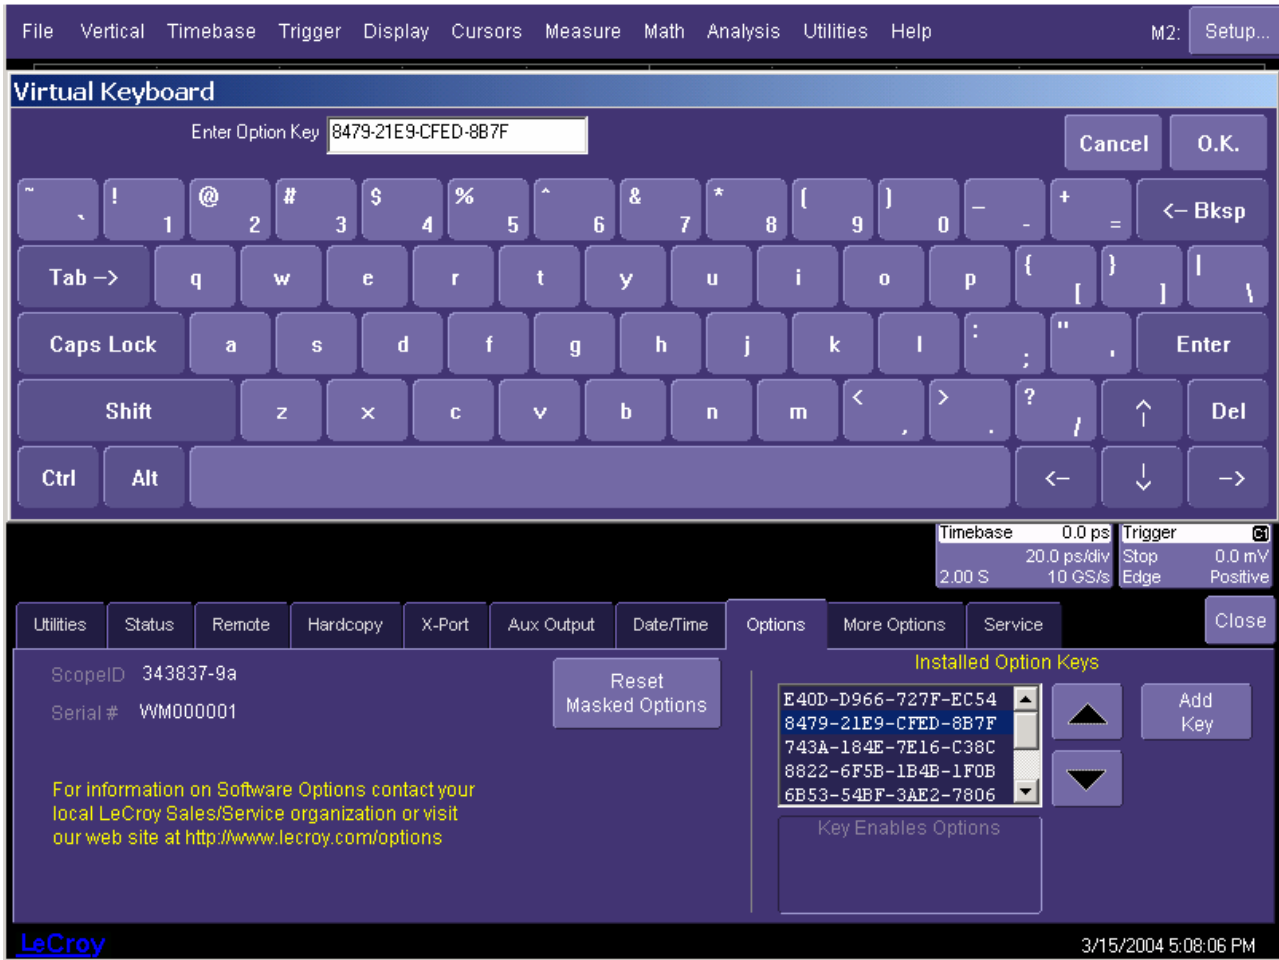 File Vertical Timebase Trigger Display Cursors Measure Math Analysis Utilities Help M2: Setup...
Virtual Keyboard
Enter Option Key 8479-21E9-CFED-8B7F Cancel O.K.
~ ` ! 1 @ 2 # 3 $ 4 % 5 ^ 6 & 7 * 8 ( 9 ) 0 _ - + = <- Bksp
Tab -> q w e r t y u i o p { [ } ] | \
Caps Lock a s d f g h j k l : ; " ' Enter
Shift z x c v b n m < , > . ? / ↑ Del
Ctrl Alt <- ↓ ->
Timebase 0.0 ps Trigger C1
20.0 ps/div Stop 0.0 mV
2.00 S 10 GS/s Edge Positive
Utilities Status Remote Hardcopy X-Port Aux Output Date/Time Options More Options Service Close
ScopeID 343837-9a
Serial # WM000001
Reset
Masked Options
For information on Software Options contact your
local LeCroy Sales/Service organization or visit
our web site at http://www.lecroy.com/options
Installed Option Keys
E40D-D966-727F-EC54
8479-21E9-CFED-8B7F
743A-184E-7E16-C38C
8822-6F5B-1B4B-1F0B
6B53-54BF-3AE2-7806
Add
Key
Key Enables Options
LeCroy 3/15/2004 5:08:06 PM